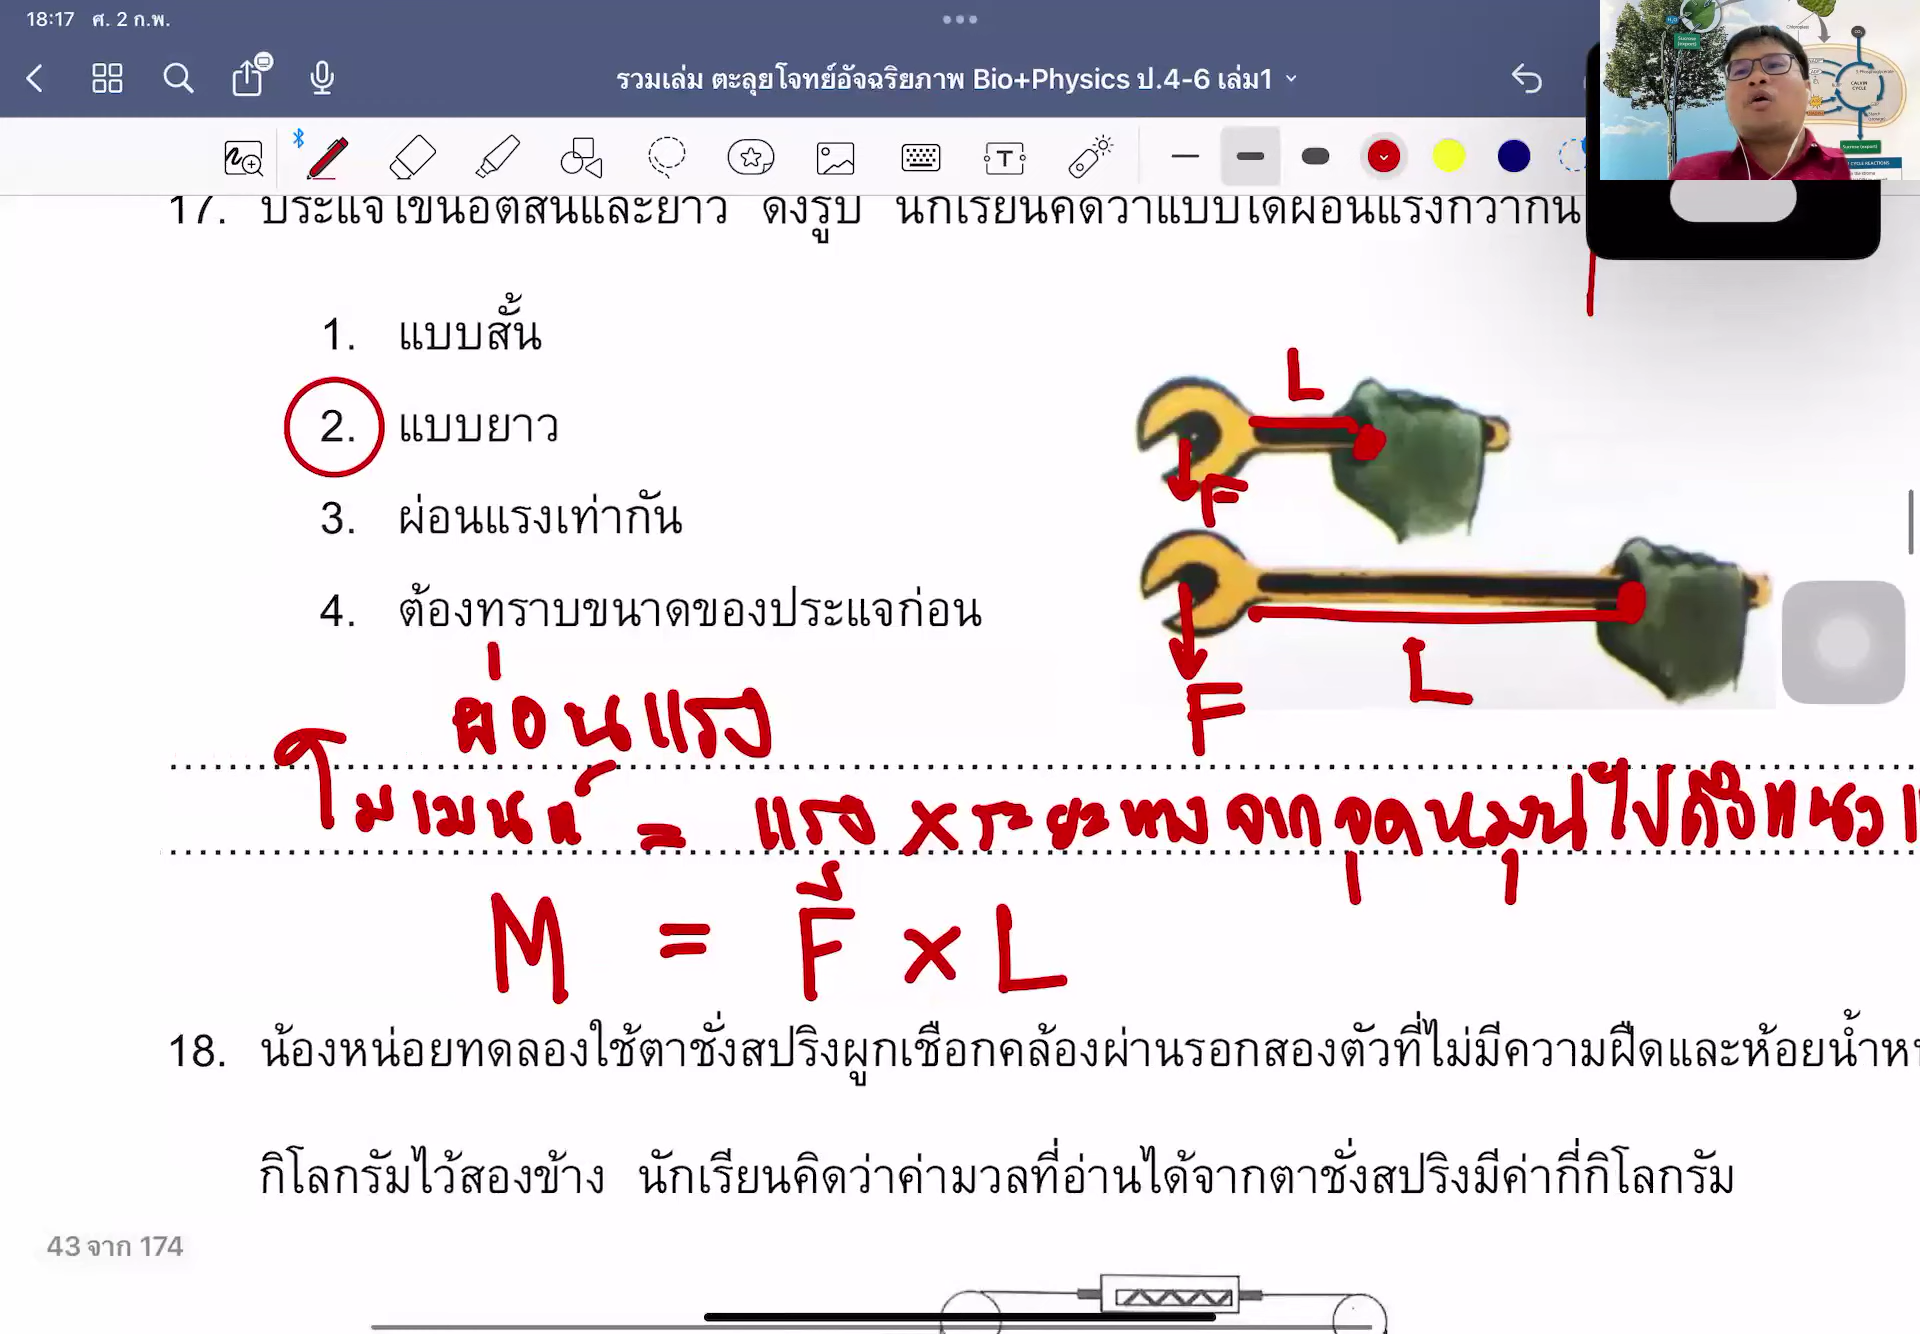 18:17 ศ. 2 ก.พ.
รวมเล่ม ตะลุยโจทย์อัจฉริยภาพ Bio+Physics ป.4-6 เล่ม1
17. ประแจไขน็อตสั้นและยาว ดังรูป นักเรียนคิดว่าแบบใดผ่อนแรงกว่ากัน
1. แบบสั้น
2. แบบยาว
3. ผ่อนแรงเท่ากัน
4. ต้องทราบขนาดของประแจก่อน
L
F
L
F
ผ่อนแรง
โมเมนต์ = แรง × ระยะทางจากจุดหมุนไปถึงแนวแ
M = F × L
18. น้องหน่อยทดลองใช้ตาชั่งสปริงผูกเชือกคล้องผ่านรอกสองตัวที่ไม่มีความฝืดและห้อยน้ำห
กิโลกรัมไว้สองข้าง นักเรียนคิดว่าค่ามวลที่อ่านได้จากตาชั่งสปริงมีค่ากี่กิโลกรัม
43 จาก 174
CALVIN CYCLE